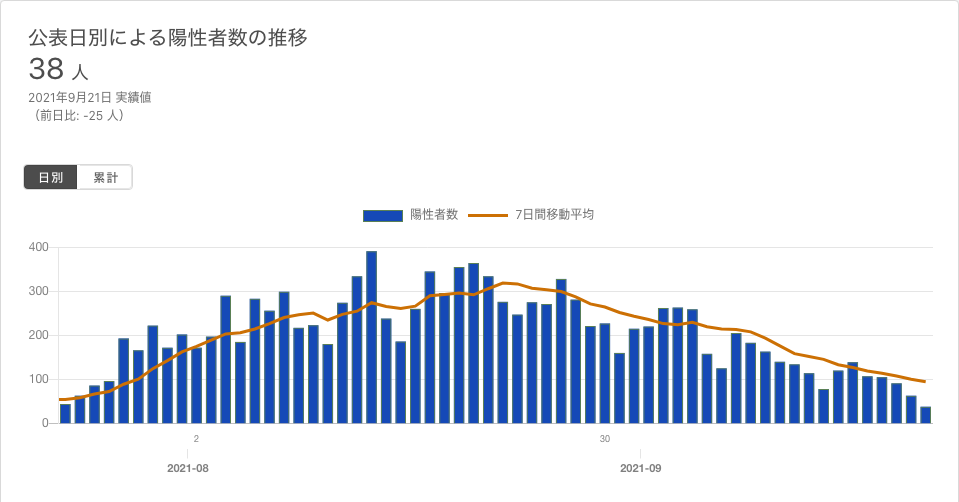 公表日別による陽性者数の推移
38 人
2021年9月21日 実績値
（前日比: -25 人）
日別 累計
陽性者数 7日間移動平均
400
300
200
100
0
2 30
2021-08 2021-09